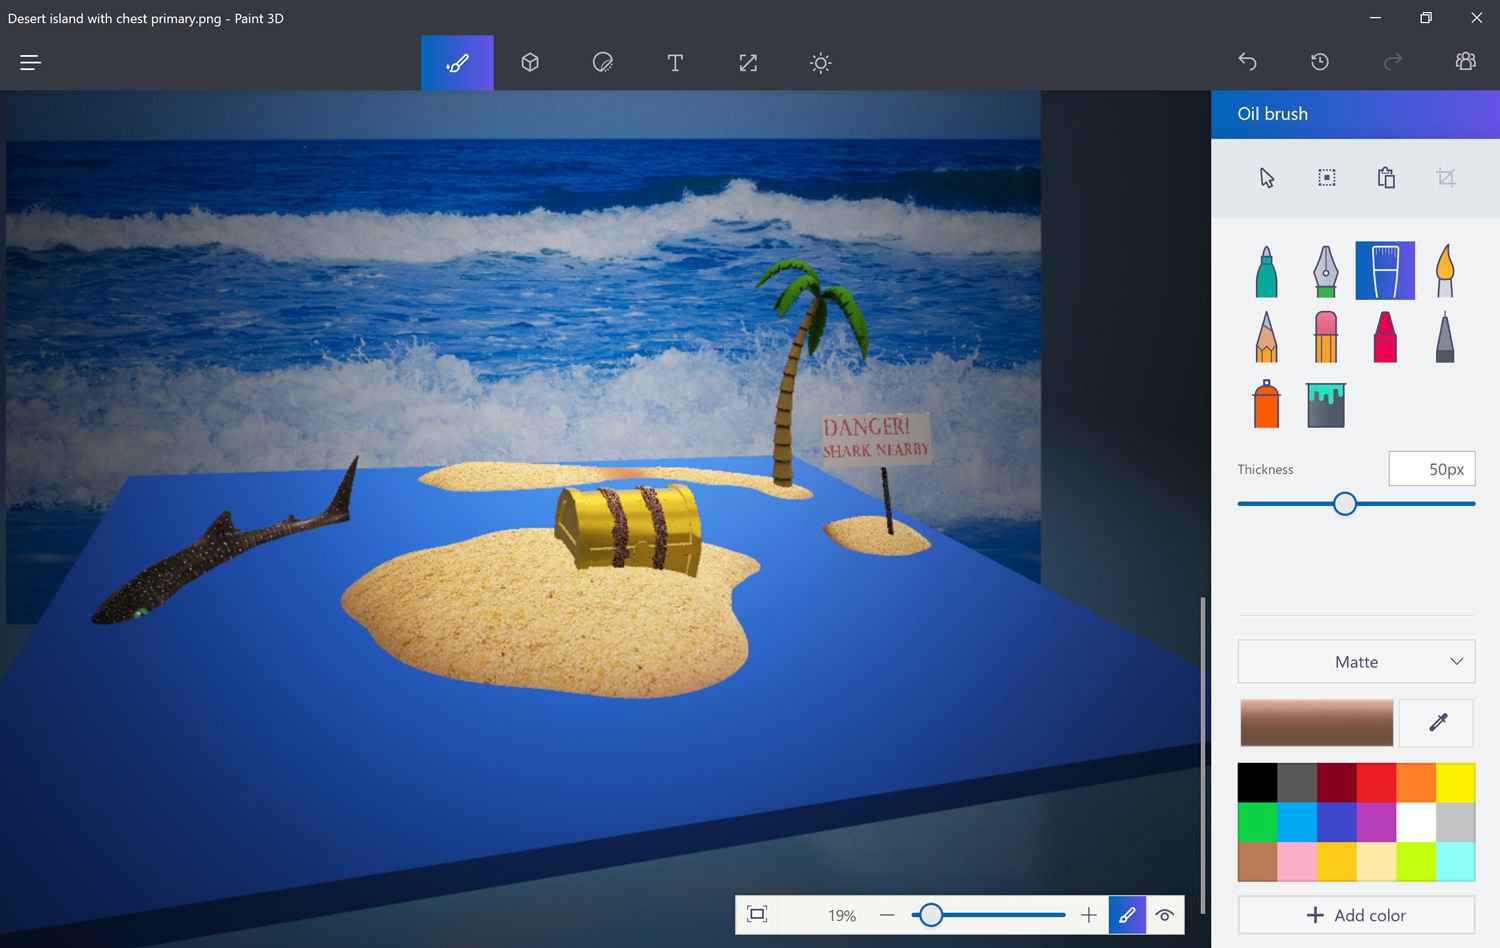 Desert island with chest primary.png - Paint 3D
Oil brush
DANGER!
SHARK NEARBY
Thickness
50px
Matte
19%
Add color